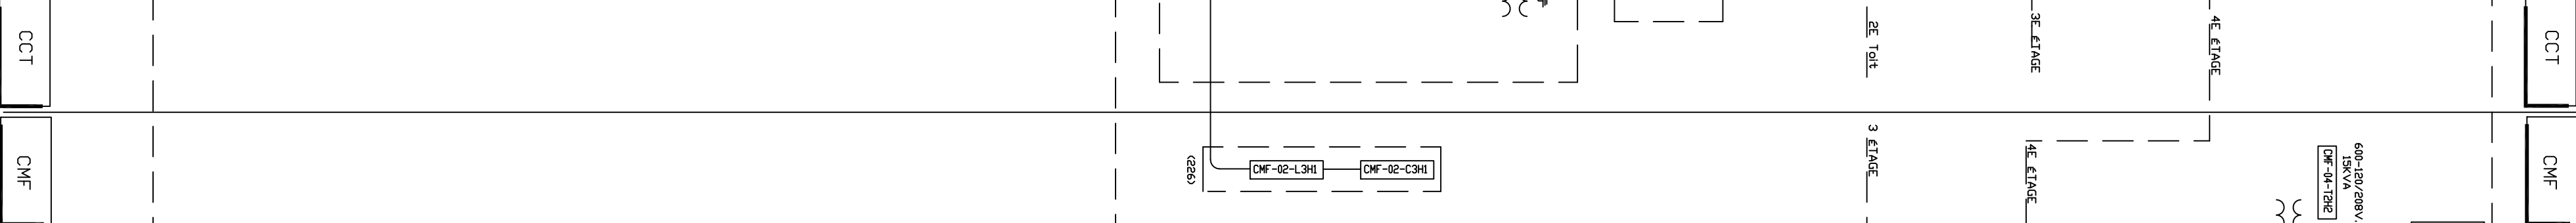 CCT
2E Toit
3E ÉTAGE
4E ÉTAGE
CCT
CMF
(226)
CMF-02-L3H1
CMF-02-C3H1
3 ÉTAGE
4E ÉTAGE
600-120/208V.
15KVA
CMF-04-T2H2
CMF